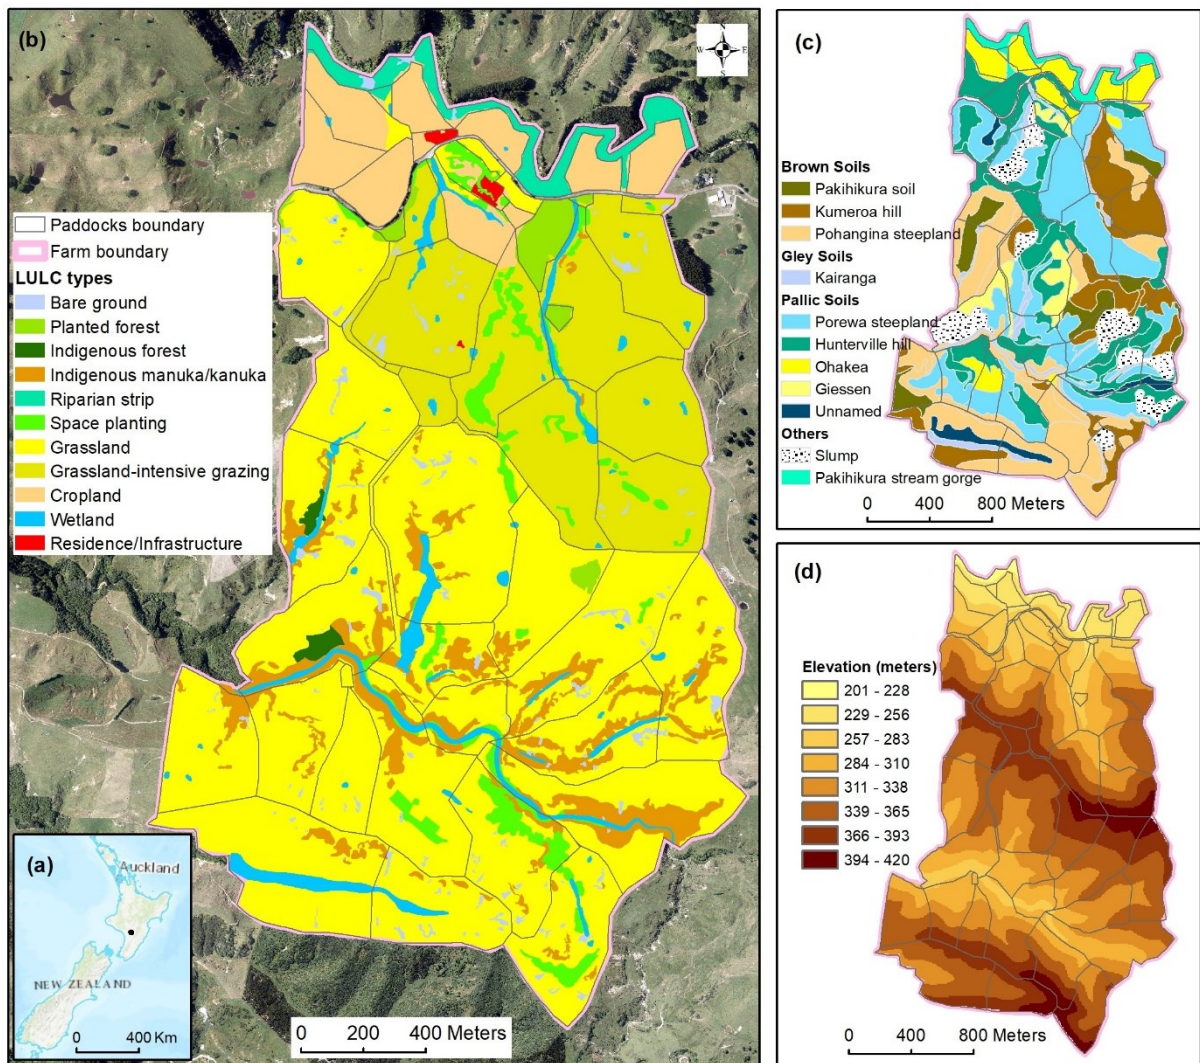 (b)
N
W E
S
Paddocks boundary
Farm boundary
LULC types
Bare ground
Planted forest
Indigenous forest
Indigenous manuka/kanuka
Riparian strip
Space planting
Grassland
Grassland-intensive grazing
Cropland
Wetland
Residence/Infrastructure
0 200 400 Meters
(a)
Auckland
NEW ZEALAND
0 400 Km
(c)
Brown Soils
Pakihikura soil
Kumeroa hill
Pohangina steepland
Gley Soils
Kairanga
Pallic Soils
Porewa steepland
Hunterville hill
Ohakea
Giessen
Unnamed
Others
Slump
Pakihikura stream gorge
0 400 800 Meters
(d)
Elevation (meters)
201 - 228
229 - 256
257 - 283
284 - 310
311 - 338
339 - 365
366 - 393
394 - 420
0 400 800 Meters